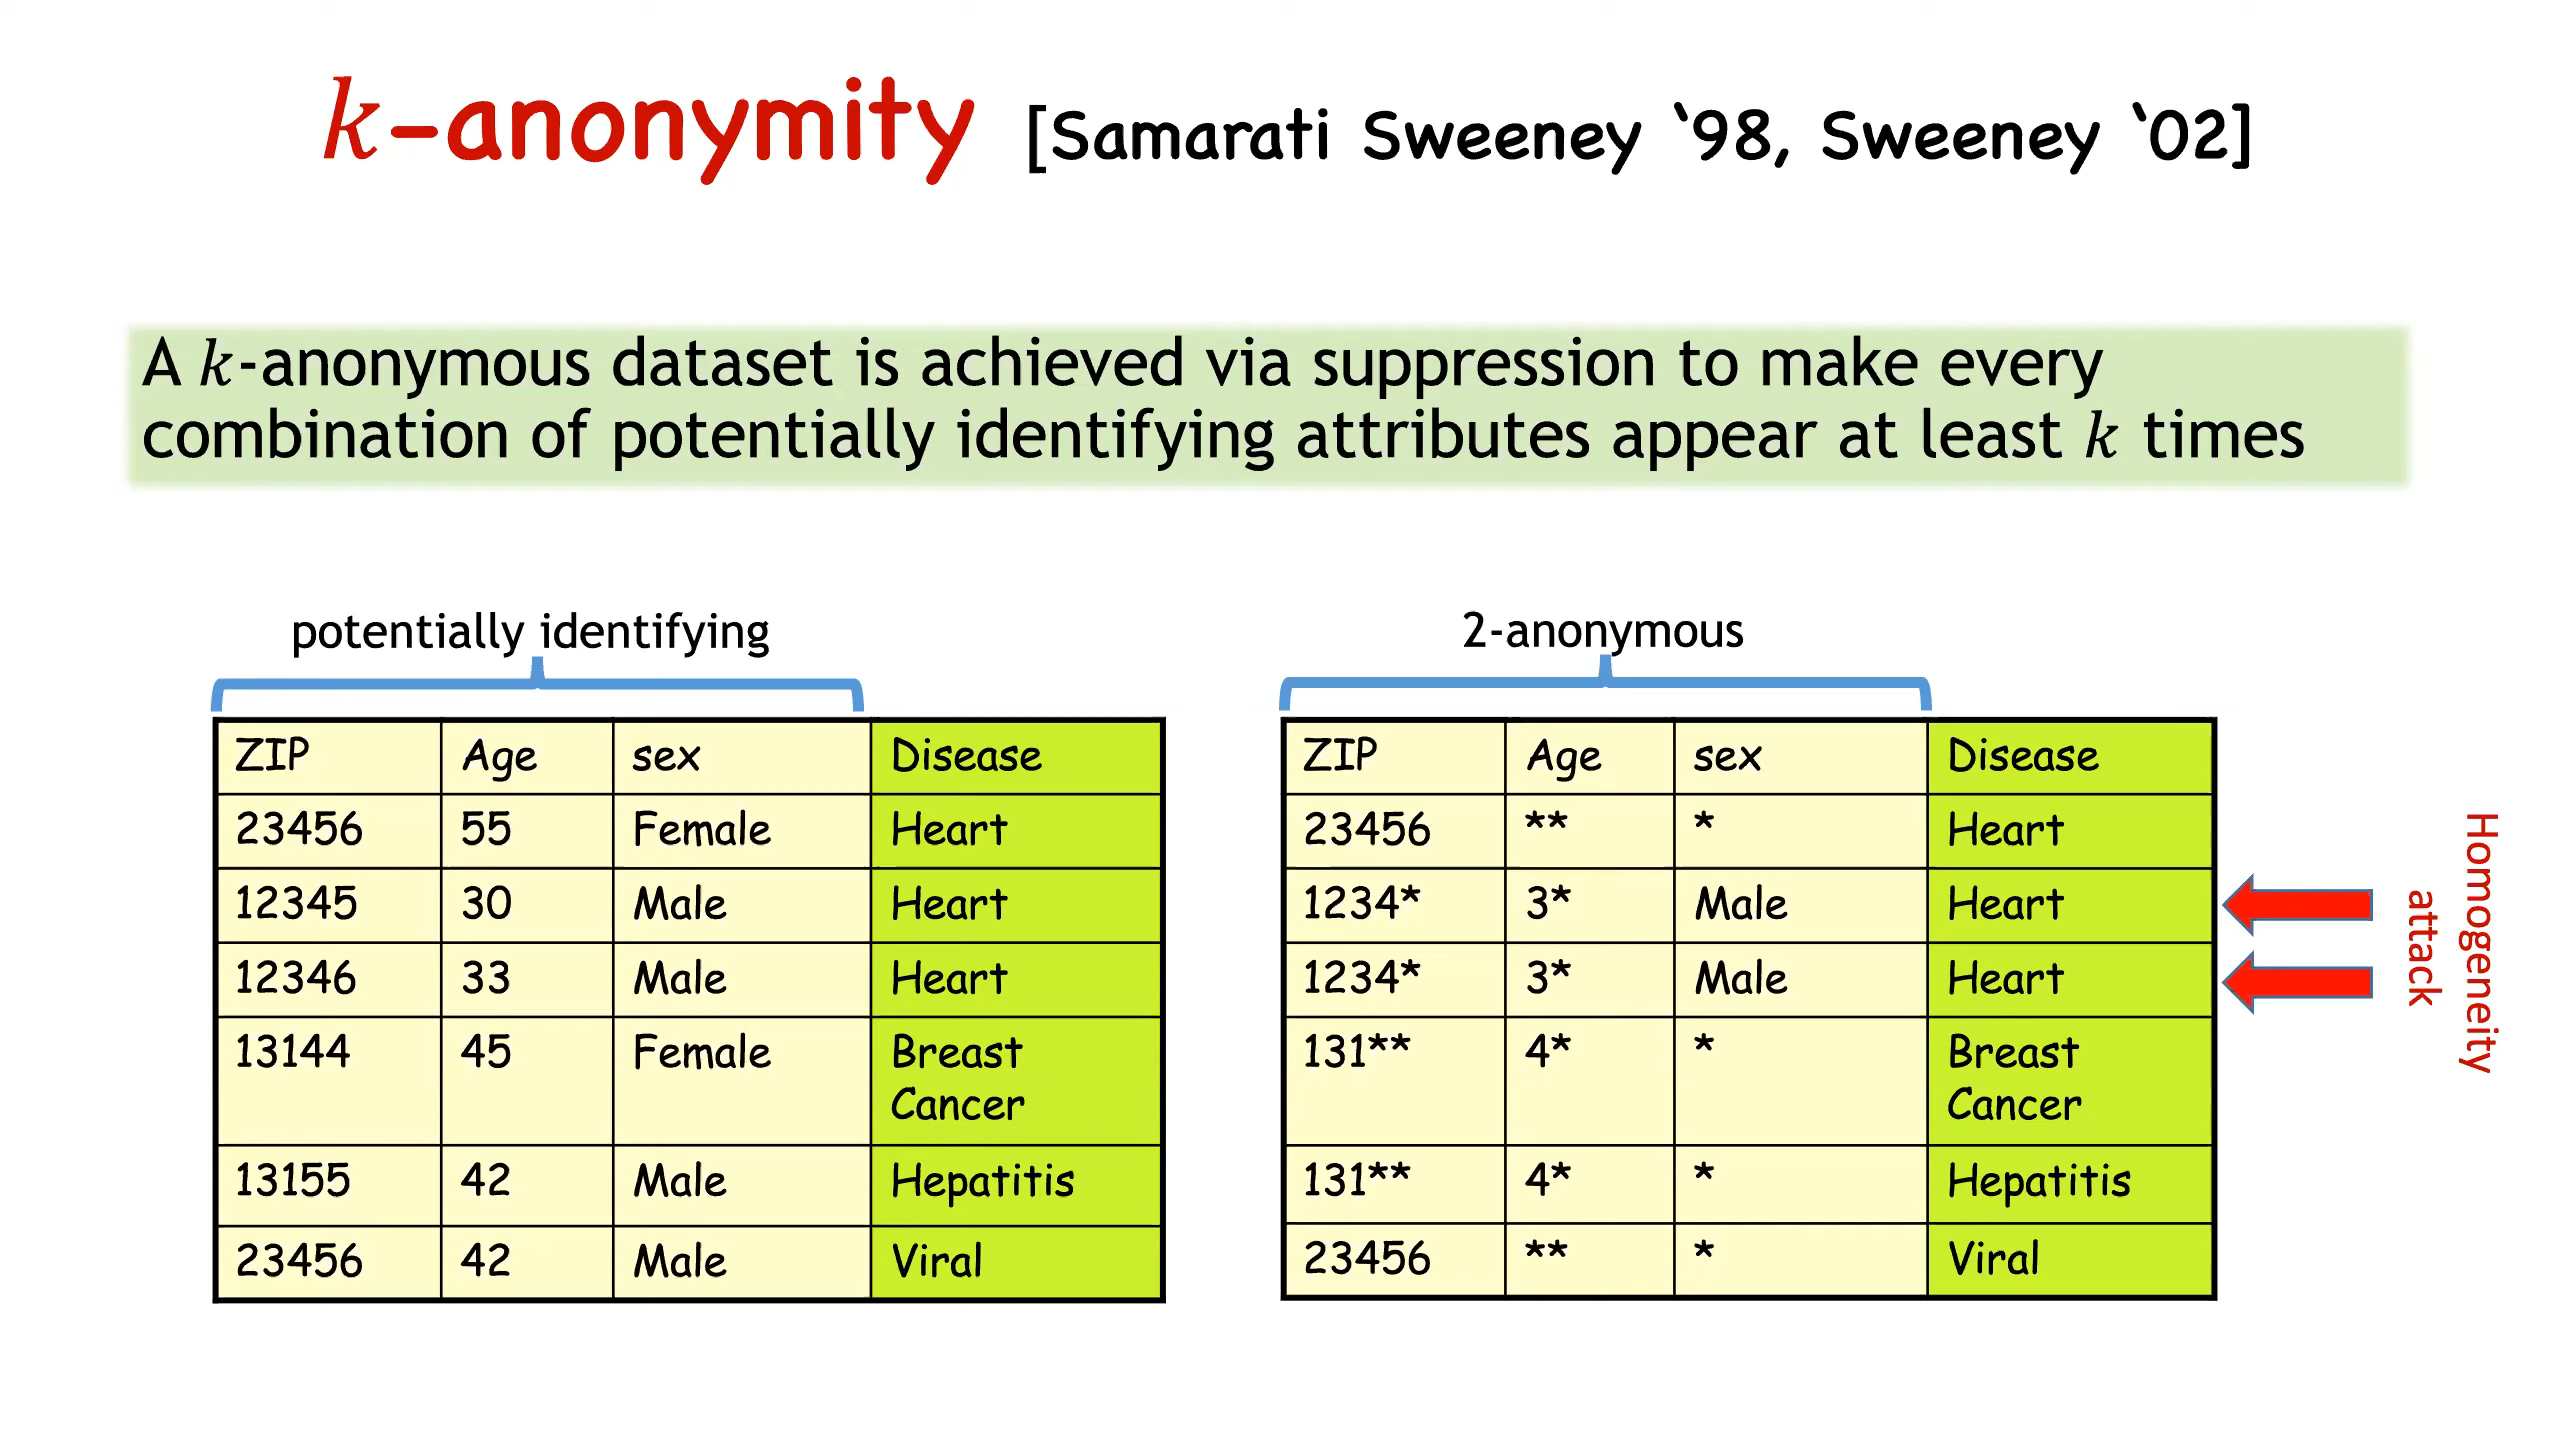 k-anonymity [Samarati Sweeney ‘98, Sweeney ‘02]
A k-anonymous dataset is achieved via suppression to make every
combination of potentially identifying attributes appear at least k times
potentially identifying
ZIP Age sex Disease
23456 55 Female Heart
12345 30 Male Heart
12346 33 Male Heart
13144 45 Female Breast
Cancer
13155 42 Male Hepatitis
23456 42 Male Viral
2-anonymous
ZIP Age sex Disease
23456 ** * Heart
1234* 3* Male Heart
1234* 3* Male Heart
131** 4* * Breast
Cancer
131** 4* * Hepatitis
23456 ** * Viral
Homogeneity
attack